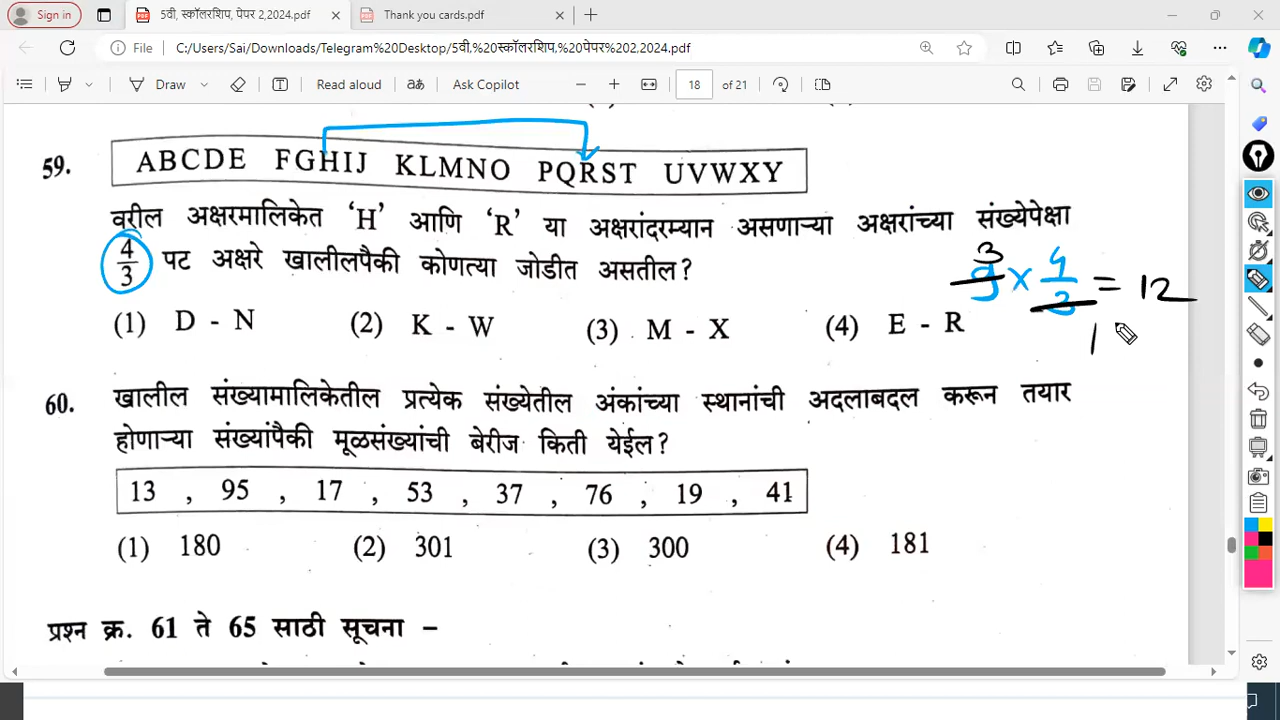 Sign in
5वी, स्कॉलरशिप, पेपर 2,2024.pdf
Thank you cards.pdf
File
C:/Users/Sai/Downloads/Telegram%20Desktop/5वी,%20स्कॉलरशिप,%20पेपर%202,2024.pdf
Draw
Read aloud
Ask Copilot
18 of 21
59. ABCDE FGHIJ KLMNO PQRST UVWXY
वरील अक्षरमालिकेत ‘H’ आणि ‘R’ या अक्षरांदरम्यान असणाऱ्या अक्षरांच्या संख्येपेक्षा
4/3 पट अक्षरे खालीलपैकी कोणत्या जोडीत असतील?
3
9 × 4/3 = 12
1
(1) D - N (2) K - W (3) M - X (4) E - R
60. खालील संख्यामालिकेतील प्रत्येक संख्येतील अंकांच्या स्थानांची अदलाबदल करून तयार
होणाऱ्या संख्यांपैकी मूळसंख्यांची बेरीज किती येईल?
13 , 95 , 17 , 53 , 37 , 76 , 19 , 41
(1) 180 (2) 301 (3) 300 (4) 181
प्रश्न क्र. 61 ते 65 साठी सूचना –